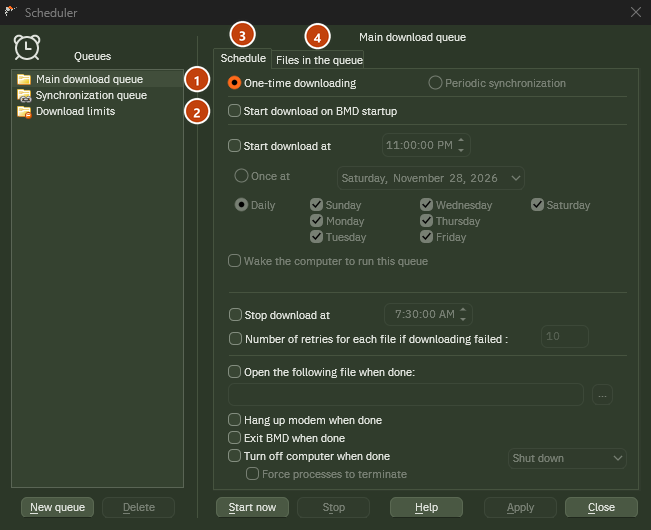 Scheduler
3
4
Main download queue
Queues
Schedule
Files in the queue
1
Main download queue
One-time downloading
Periodic synchronization
Synchronization queue
2
Download limits
Start download on BMD startup
Start download at
11:00:00 PM
Once at
Saturday, November 28, 2026
Daily
Sunday
Wednesday
Saturday
Monday
Thursday
Tuesday
Friday
Wake the computer to run this queue
Stop download at
7:30:00 AM
Number of retries for each file if downloading failed :
10
Open the following file when done:
...
Hang up modem when done
Exit BMD when done
Turn off computer when done
Shut down
Force processes to terminate
New queue
Delete
Start now
Stop
Help
Apply
Close